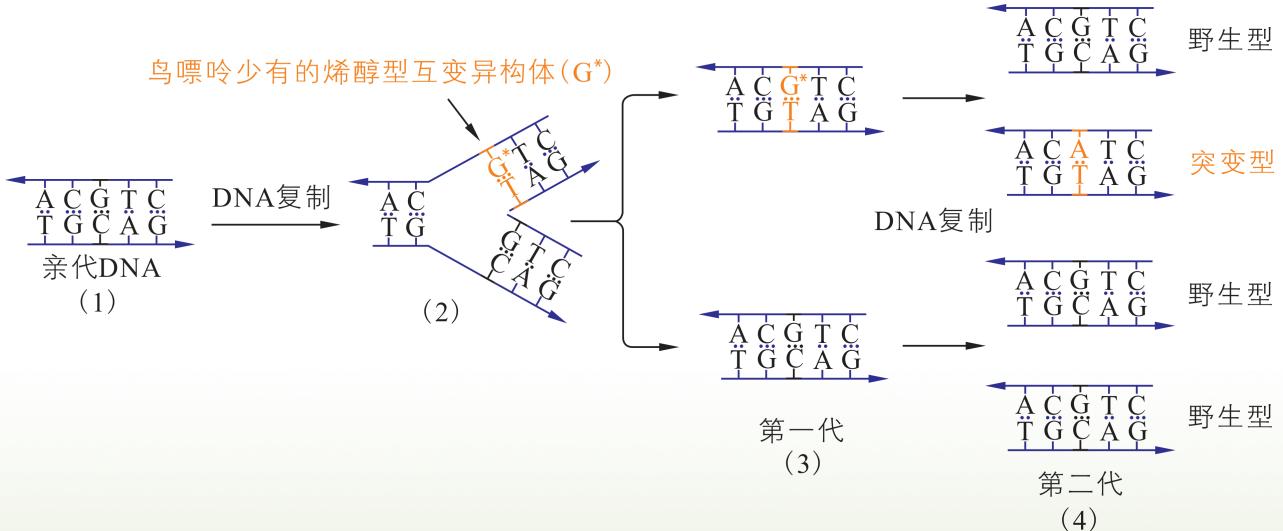 鸟嘌呤少有的烯醇型互变异构体(G*)
A C G T C
T G C A G
亲代DNA
(1)
DNA复制
A C
T G
G* T C
T A G
G T C
C A G
(2)
A C G* T C
T G T A G
A C G T C
T G C A G
第一代
(3)
DNA复制
A C G T C
T G C A G
野生型
A C A T C
T G T A G
突变型
A C G T C
T G C A G
野生型
A C G T C
T G C A G
野生型
第二代
(4)